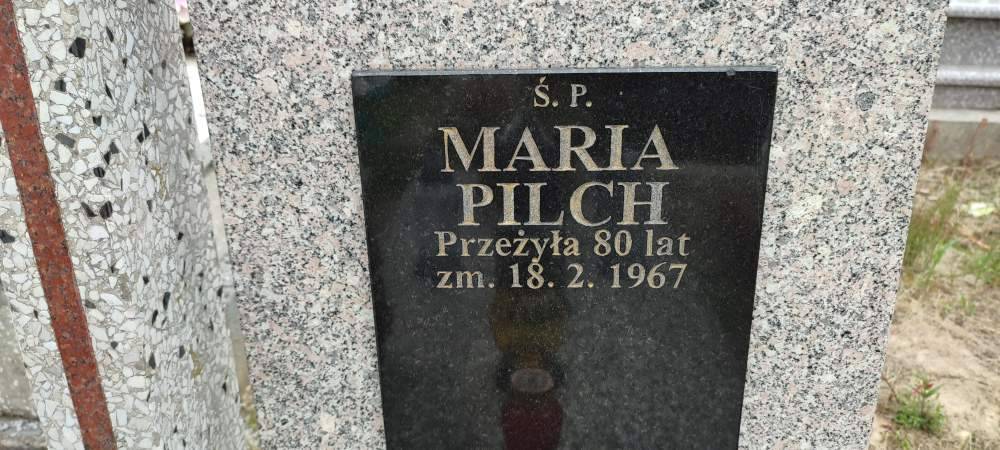 Ś. P.
MARIA
PILCH
Przeżyła 80 lat
zm. 18. 2. 1967